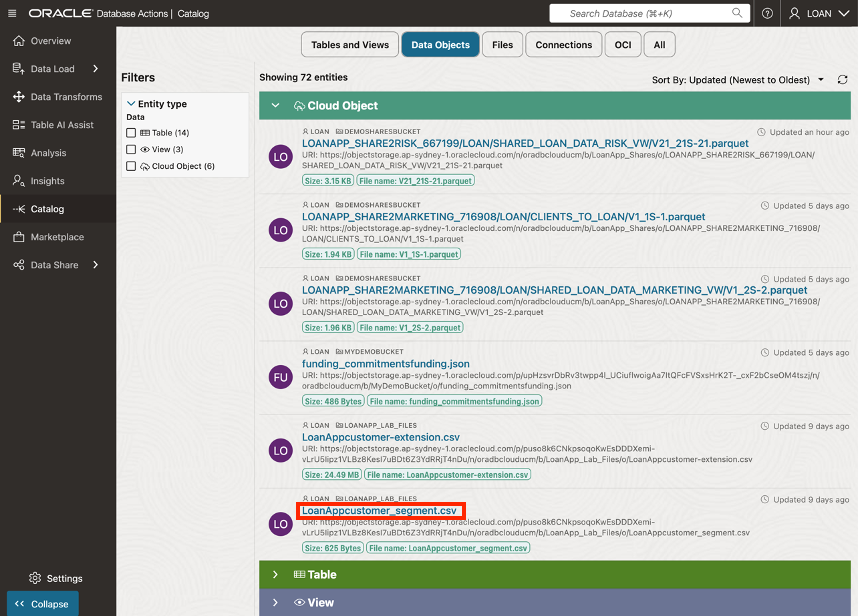 ORACLE® Database Actions | Catalog
Search Database (⌘+K)
LOAN
Overview
Data Load
Data Transforms
Table AI Assist
Analysis
Insights
Catalog
Marketplace
Data Share
Settings
Collapse
Tables and Views
Data Objects
Files
Connections
OCI
All
Filters
Entity type
Data
Table (14)
View (3)
Cloud Object (6)
Showing 72 entities
Sort By: Updated (Newest to Oldest)
Cloud Object
LO
LOAN DEMOSHARESBUCKET
Updated an hour ago
LOANAPP_SHARE2RISK_667199/LOAN/SHARED_LOAN_DATA_RISK_VW/V21_21S-21.parquet
URI: https://objectstorage.ap-sydney-1.oraclecloud.com/n/oradbclouducm/b/LoanApp_Shares/o/LOANAPP_SHARE2RISK_667199/LOAN/
SHARED_LOAN_DATA_RISK_VW/V21_21S-21.parquet
Size: 3.15 KB File name: V21_21S-21.parquet
LO
LOAN DEMOSHARESBUCKET
Updated 5 days ago
LOANAPP_SHARE2MARKETING_716908/LOAN/CLIENTS_TO_LOAN/V1_1S-1.parquet
URI: https://objectstorage.ap-sydney-1.oraclecloud.com/n/oradbclouducm/b/LoanApp_Shares/o/LOANAPP_SHARE2MARKETING_716908/
LOAN/CLIENTS_TO_LOAN/V1_1S-1.parquet
Size: 1.94 KB File name: V1_1S-1.parquet
LO
LOAN DEMOSHARESBUCKET
Updated 5 days ago
LOANAPP_SHARE2MARKETING_716908/LOAN/SHARED_LOAN_DATA_MARKETING_VW/V1_2S-2.parquet
URI: https://objectstorage.ap-sydney-1.oraclecloud.com/n/oradbclouducm/b/LoanApp_Shares/o/LOANAPP_SHARE2MARKETING_716908/
LOAN/SHARED_LOAN_DATA_MARKETING_VW/V1_2S-2.parquet
Size: 1.96 KB File name: V1_2S-2.parquet
FU
LOAN MYDEMOBUCKET
Updated 5 days ago
funding_commitmentsfunding.json
URI: https://objectstorage.ap-sydney-1.oraclecloud.com/p/upHzsvrDbRv3twpp4l_UCiuflwoigAa7ltQFcFVSxsHrK2T-_cxF2bCseOM4tszj/n/
oradbclouducm/b/MyDemoBucket/o/funding_commitmentsfunding.json
Size: 486 Bytes File name: funding_commitmentsfunding.json
LO
LOAN LOANAPP_LAB_FILES
Updated 9 days ago
LoanAppcustomer-extension.csv
URI: https://objectstorage.ap-sydney-1.oraclecloud.com/p/puso8k6CNkpsoqoKwEsDDDXemi-
vLrU5lipz1VLBz8Kesl7uBDt6Z3YdRRjT4nDu/n/oradbclouducm/b/LoanApp_Lab_Files/o/LoanAppcustomer-extension.csv
Size: 24.49 MB File name: LoanAppcustomer-extension.csv
LO
LOAN LOANAPP_LAB_FILES
Updated 9 days ago
LoanAppcustomer_segment.csv
URI: https://objectstorage.ap-sydney-1.oraclecloud.com/p/puso8k6CNkpsoqoKwEsDDDXemi-
vLrU5lipz1VLBz8Kesl7uBDt6Z3YdRRjT4nDu/n/oradbclouducm/b/LoanApp_Lab_Files/o/LoanAppcustomer_segment.csv
Size: 625 Bytes File name: LoanAppcustomer_segment.csv
Table
View